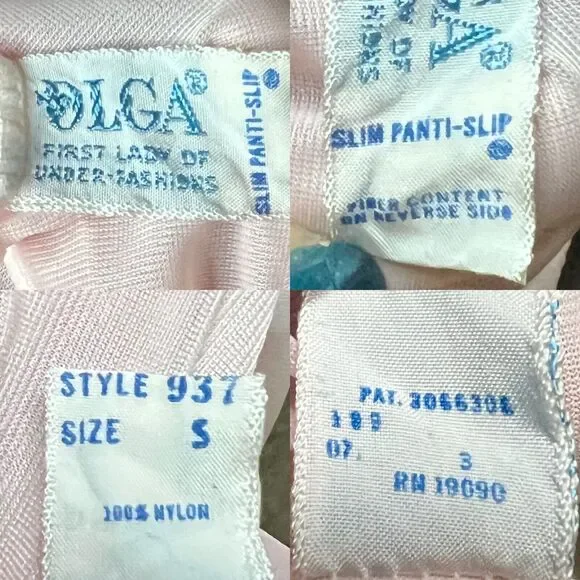 OLGA®
FIRST LADY OF
UNDER-FASHIONS
SLIM PANTI-SLIP®
SLIM PANTI-SLIP®
FIBER CONTENT
ON REVERSE SIDE
STYLE 937
SIZE S
100% NYLON
PAT. 3066306
07.
3
RN 19090